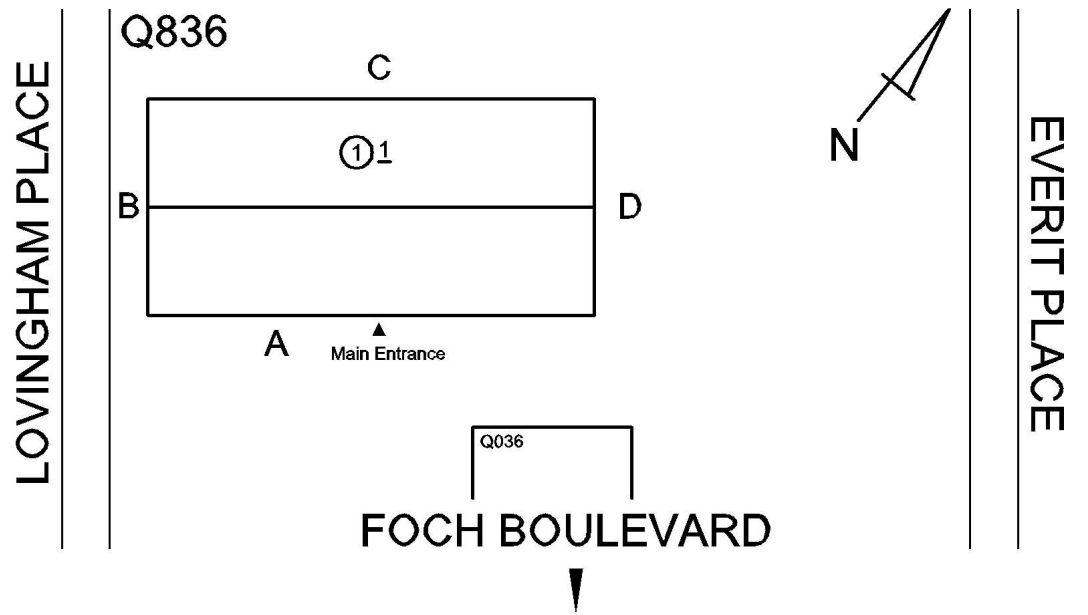 Q836
C
LOVINGHAM PLACE
1 1
N
EVERIT PLACE
B
D
A
Main Entrance
Q036
FOCH BOULEVARD